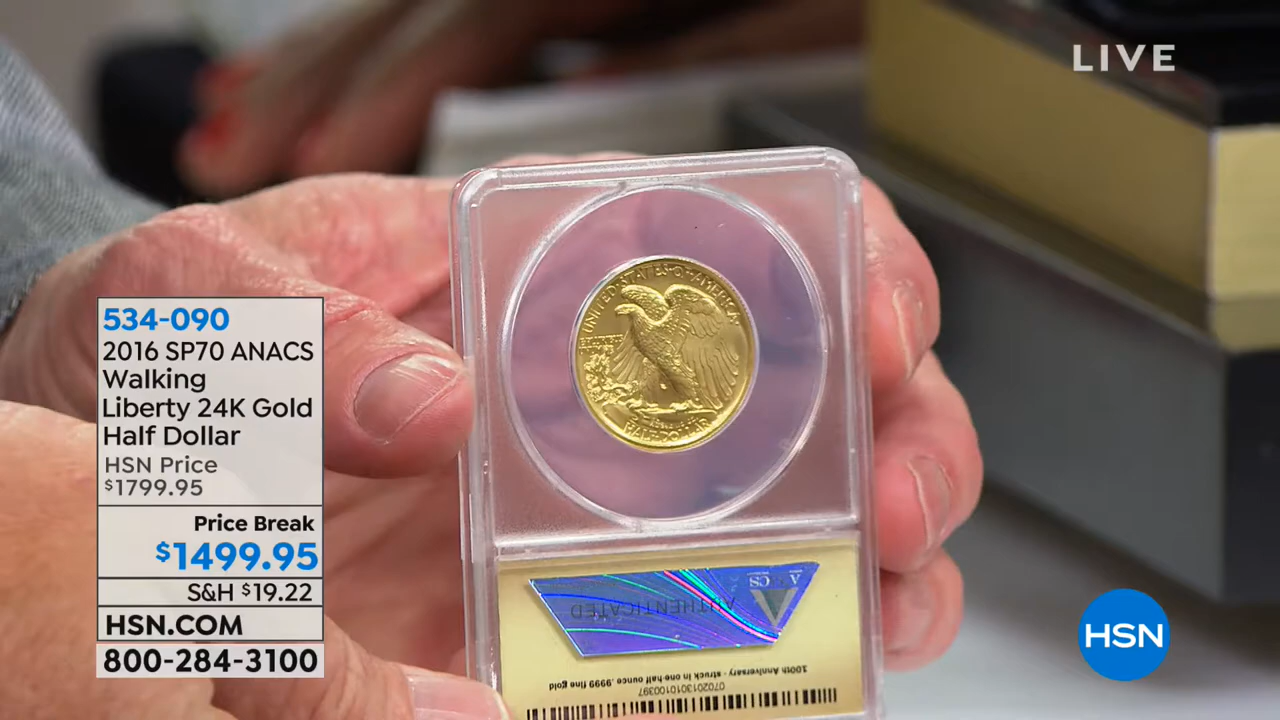 LIVE
534-090
2016 SP70 ANACS
Walking
Liberty 24K Gold
Half Dollar
HSN Price
$1799.95
Price Break
$1499.95
S&H $19.22
HSN.COM
800-284-3100
UNITED STATES OF AMERICA
HALF DOLLAR
ANACS
AUTHENTICATED
100th Anniversary - struck in one-half ounce .9999 fine gold
HSN